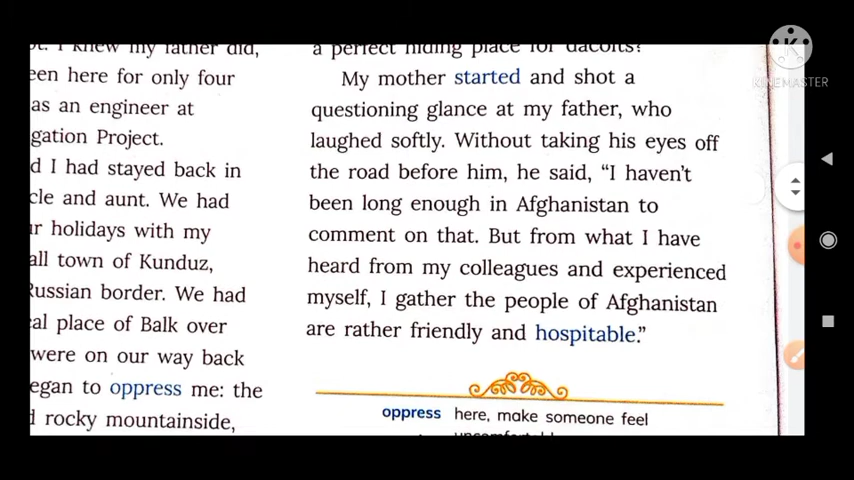 ot. I knew my father did,
een here for only four
as an engineer at
gation Project.
d I had stayed back in
cle and aunt. We had
ur holidays with my
all town of Kunduz,
Russian border. We had
cal place of Balk over
were on our way back
egan to oppress me: the
d rocky mountainside,
a perfect hiding place for dacoits?
My mother started and shot a
questioning glance at my father, who
laughed softly. Without taking his eyes off
the road before him, he said, “I haven’t
been long enough in Afghanistan to
comment on that. But from what I have
heard from my colleagues and experienced
myself, I gather the people of Afghanistan
are rather friendly and hospitable.”
oppress here, make someone feel
uncomfortabl
KINEMASTER